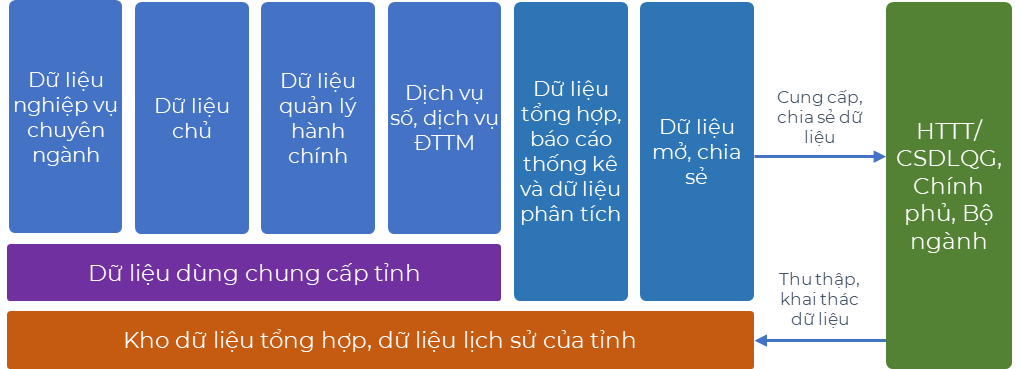 Dữ liệu
nghiệp vụ
chuyên
ngành
Dữ liệu
chủ
Dữ liệu
quản lý
hành
chính
Dịch vụ
số, dịch vụ
ĐTTM
Dữ liệu
tổng hợp,
báo cáo
thống kê
và dữ liệu
phân tích
Dữ liệu
mở, chia
sẻ
Cung cấp,
chia sẻ dữ
liệu
HTTT/
CSDLQG,
Chính
phủ, Bộ
ngành
Dữ liệu dùng chung cấp tỉnh
Thu thập,
khai thác
dữ liệu
Kho dữ liệu tổng hợp, dữ liệu lịch sử của tỉnh